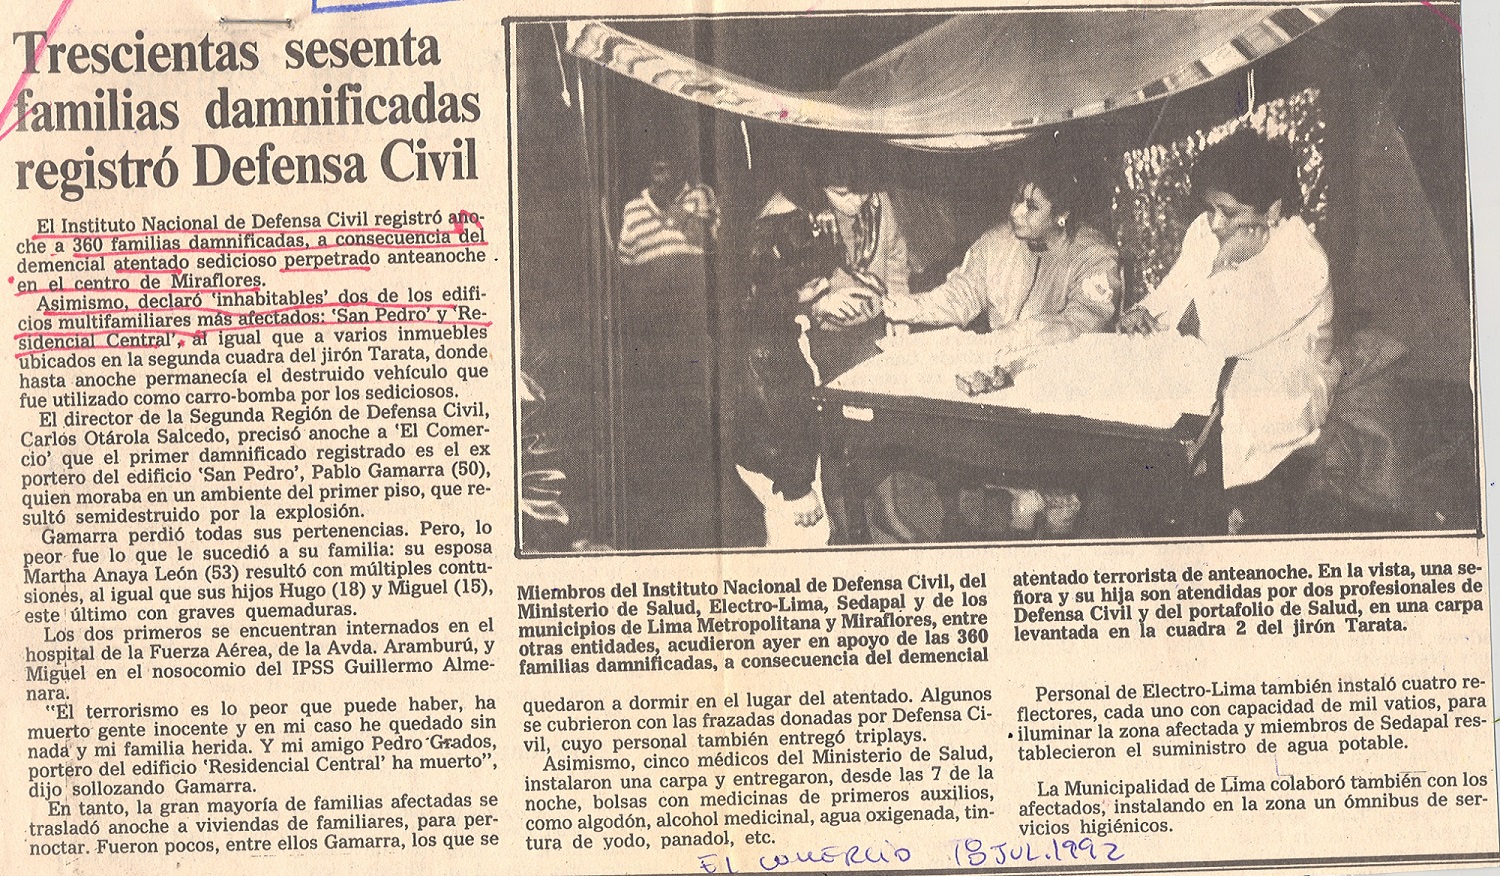 Trescientas sesenta
familias damnificadas
registró Defensa Civil
El Instituto Nacional de Defensa Civil registró ano-
che a 360 familias damnificadas, a consecuencia del
demencial atentado sedicioso perpetrado anteanoche
en el centro de Miraflores.
Asimismo, declaró 'inhabitables' dos de los edifi-
cios multifamiliares más afectados: 'San Pedro' y 'Re-
sidencial Central', al igual que a varios inmuebles
ubicados en la segunda cuadra del jirón Tarata, donde
hasta anoche permanecía el destruido vehículo que
fue utilizado como carro-bomba por los sediciosos.
El director de la Segunda Región de Defensa Civil,
Carlos Otárola Salcedo, precisó anoche a 'El Comer-
cio' que el primer damnificado registrado es el ex
portero del edificio 'San Pedro', Pablo Gamarra (50),
quien moraba en un ambiente del primer piso, que re-
sultó semidestruido por la explosión.
Gamarra perdió todas sus pertenencias. Pero, lo
peor fue lo que le sucedió a su familia: su esposa
Martha Anaya León (53) resultó con múltiples contu-
siones, al igual que sus hijos Hugo (18) y Miguel (15),
este último con graves quemaduras.
Los dos primeros se encuentran internados en el
hospital de la Fuerza Aérea, de la Avda. Aramburú, y
Miguel en el nosocomio del IPSS Guillermo Alme-
nara.
"El terrorismo es lo peor que puede haber, ha
muerto gente inocente y en mi caso he quedado sin
nada y mi familia herida. Y mi amigo Pedro Grados,
portero del edificio 'Residencial Central' ha muerto",
dijo sollozando Gamarra.
En tanto, la gran mayoría de familias afectadas se
trasladó anoche a viviendas de familiares, para per-
noctar. Fueron pocos, entre ellos Gamarra, los que se
Miembros del Instituto Nacional de Defensa Civil, del
Ministerio de Salud, Electro-Lima, Sedapal y de los
municipios de Lima Metropolitana y Miraflores, entre
otras entidades, acudieron ayer en apoyo de las 360
familias damnificadas, a consecuencia del demencial
atentado terrorista de anteanoche. En la vista, una se-
ñora y su hija son atendidas por dos profesionales de
Defensa Civil y del portafolio de Salud, en una carpa
levantada en la cuadra 2 del jirón Tarata.
quedaron a dormir en el lugar del atentado. Algunos
se cubrieron con las frazadas donadas por Defensa Ci-
vil, cuyo personal también entregó triplays.
Asimismo, cinco médicos del Ministerio de Salud,
instalaron una carpa y entregaron, desde las 7 de la
noche, bolsas con medicinas de primeros auxilios,
como algodón, alcohol medicinal, agua oxigenada, tin-
tura de yodo, panadol, etc.
Personal de Electro-Lima también instaló cuatro re-
flectores, cada uno con capacidad de mil vatios, para
iluminar la zona afectada y miembros de Sedapal res-
tablecieron el suministro de agua potable.
La Municipalidad de Lima colaboró también con los
afectados, instalando en la zona un ómnibus de ser-
vicios higiénicos.
El Comercio 18 JUL.1992